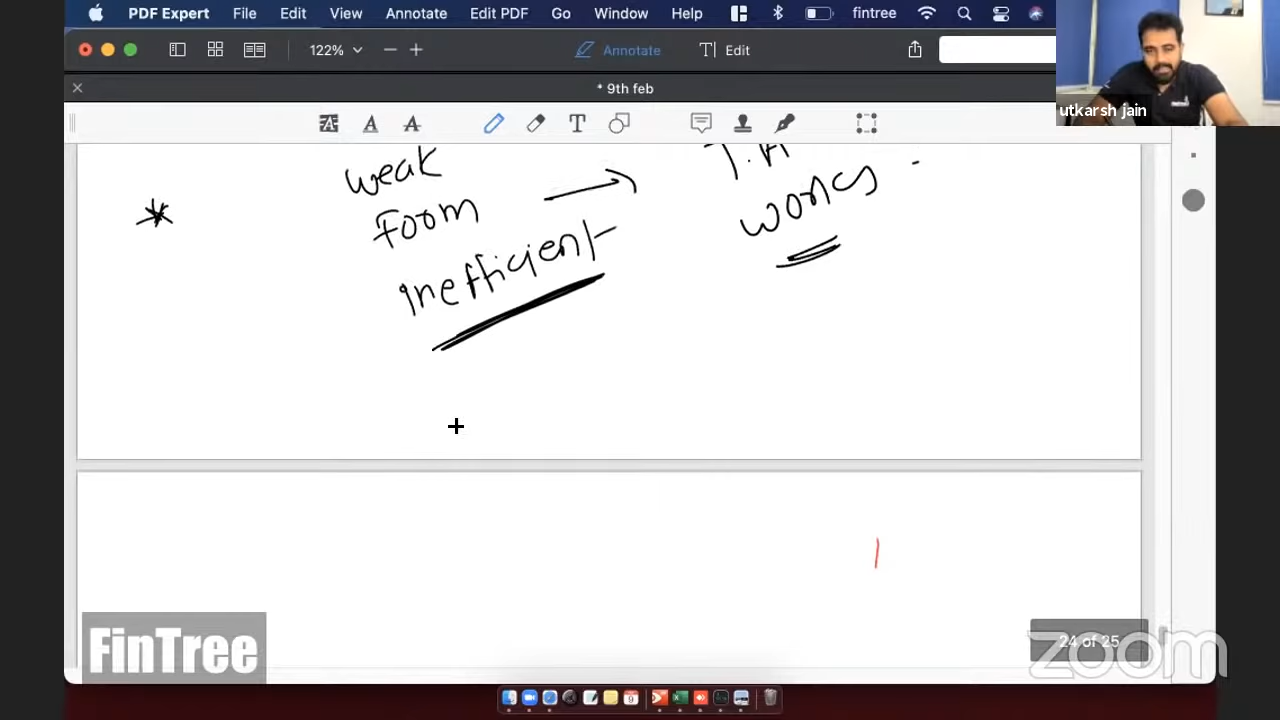 PDF Expert File Edit View Annotate Edit PDF Go Window Help fintree
122% Annotate T| Edit
* 9th feb
utkarsh jain
weak
Foom
inefficient
T.A
works
FinTree
24 of 25
zoom